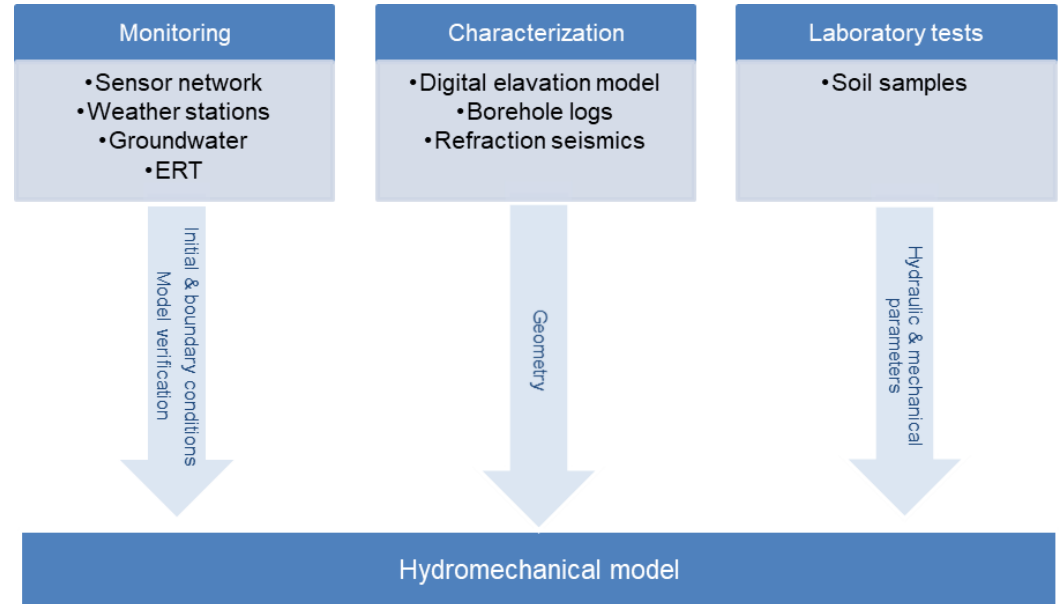 Monitoring
•Sensor network
•Weather stations
•Groundwater
•ERT
Characterization
•Digital elavation model
•Borehole logs
•Refraction seismics
Laboratory tests
•Soil samples
Initial & boundary conditions
Model verification
Geometry
Hydraulic & mechanical
parameters
Hydromechanical model